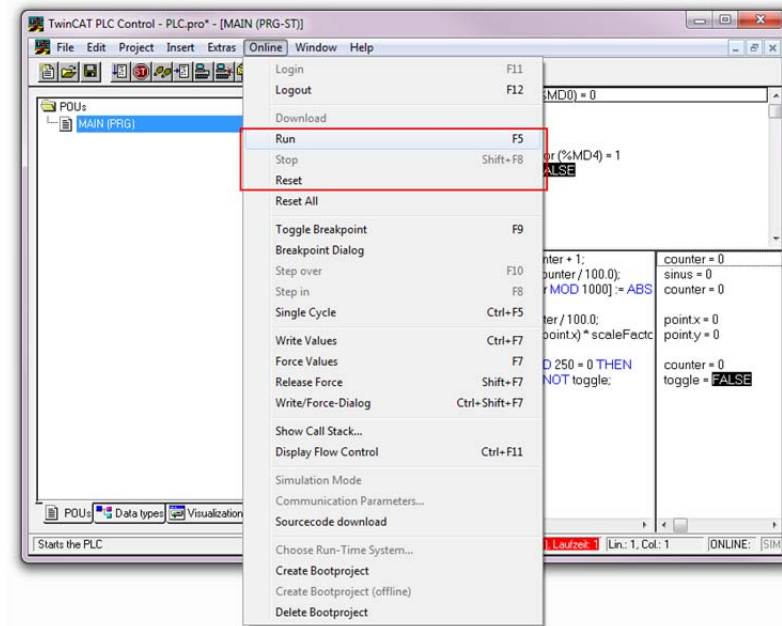 TwinCAT PLC Control - PLC.pro* - [MAIN (PRG-ST)]
File Edit Project Insert Extras Online Window Help
POUs
MAIN (PRG)
Login F11
Logout F12
Download
Run F5
Stop Shift+F8
Reset
Reset All
Toggle Breakpoint F9
Breakpoint Dialog
Step over F10
Step in F8
Single Cycle Ctrl+F5
Write Values Ctrl+F7
Force Values F7
Release Force Shift+F7
Write/Force-Dialog Ctrl+Shift+F7
Show Call Stack...
Display Flow Control Ctrl+F11
Simulation Mode
Communication Parameters...
Sourcecode download
Choose Run-Time System...
Create Bootproject
Create Bootproject (offline)
Delete Bootproject
MD0) = 0
or (%MD4) = 1
ALSE
nter + 1;
ounter / 100.0);
r MOD 1000] := ABS
ter / 100.0;
point.x) * scaleFacto
D 250 = 0 THEN
NOT toggle;
counter = 0
sinus = 0
counter = 0
point.x = 0
point.y = 0
counter = 0
toggle = FALSE
POUs Data types Visualization
Starts the PLC
Laufzeit: 1 Lin.: 1, Col.: 1 ONLINE: SIM